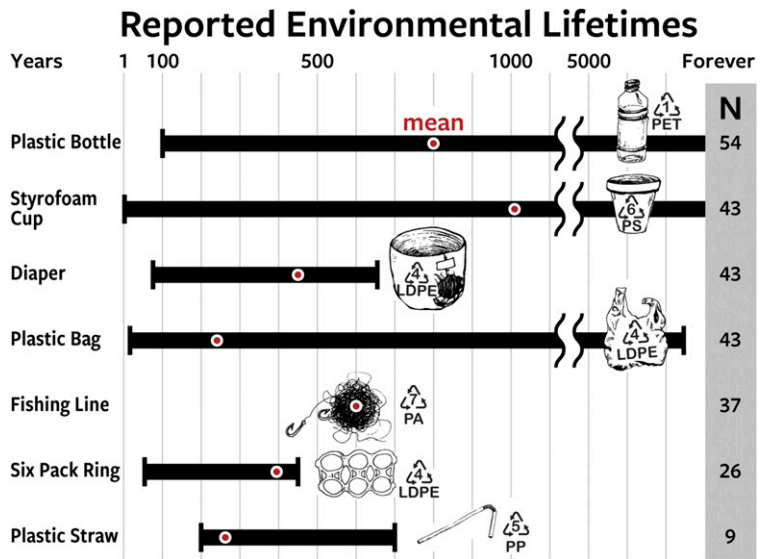 Reported Environmental Lifetimes
Years 1 100 500 1000 5000 Forever
N
mean
Plastic Bottle 1 PET 54
Styrofoam
Cup 6 PS 43
Diaper 4 LDPE 43
Plastic Bag 4 LDPE 43
Fishing Line 7 PA 37
Six Pack Ring 4 LDPE 26
Plastic Straw 5 PP 9